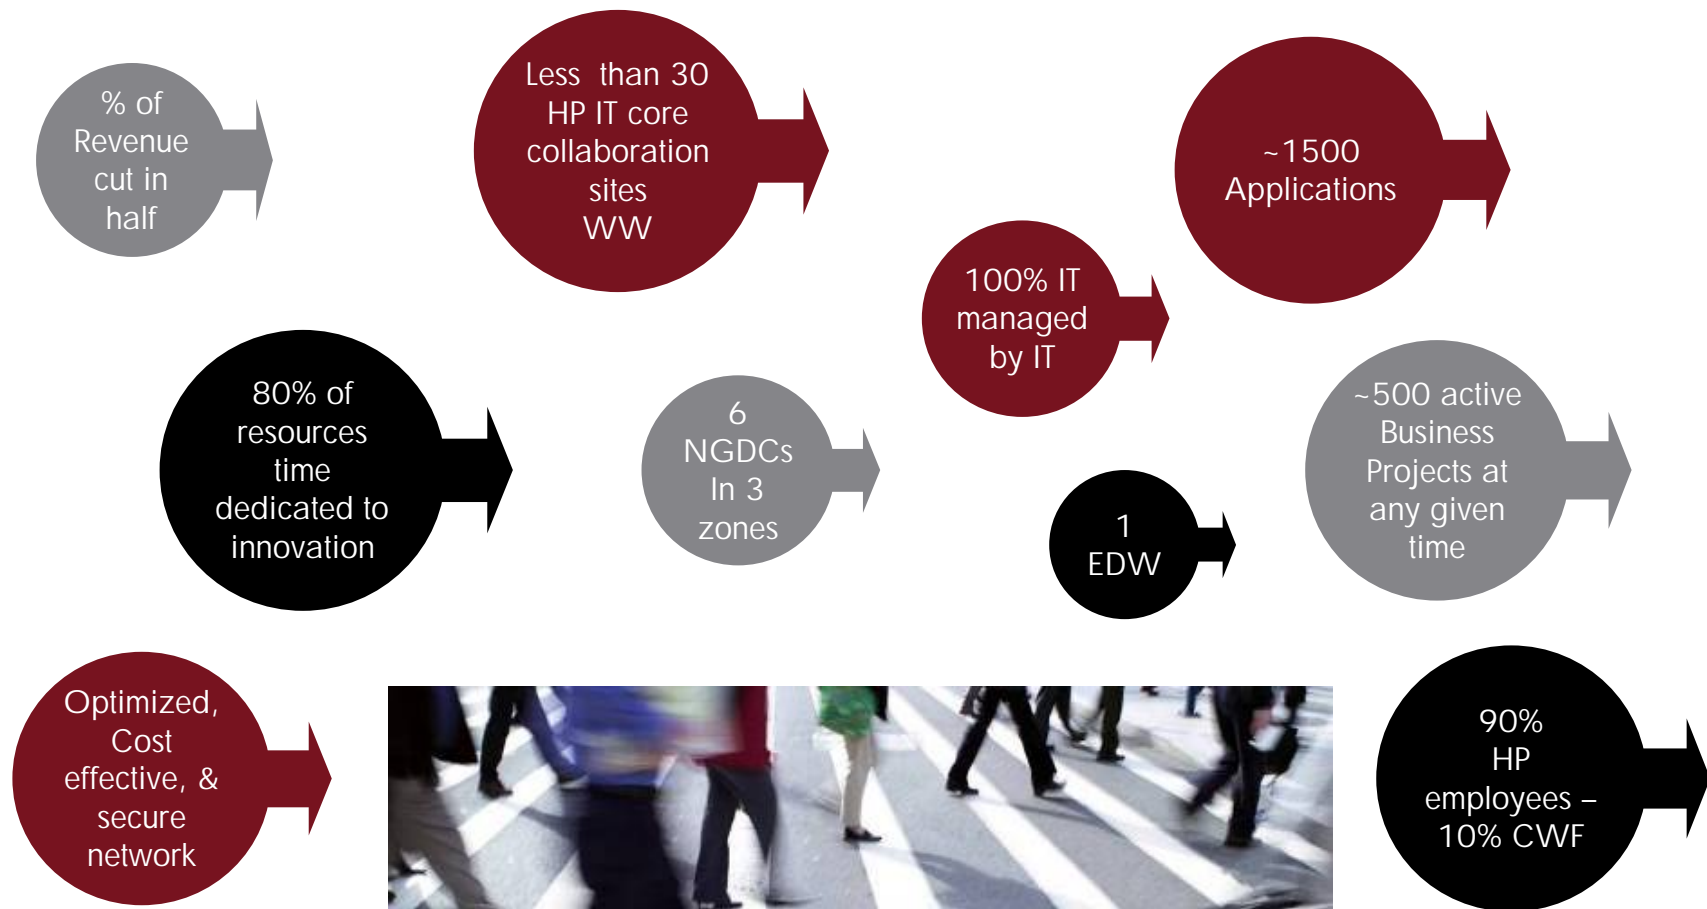 % of
Revenue
cut in
half
Less than 30
HP IT core
collaboration
sites
WW
~1500
Applications
100% IT
managed
by IT
80% of
resources
time
dedicated to
innovation
6
NGDCs
In 3
zones
~500 active
Business
Projects at
any given
time
1
EDW
Optimized,
Cost
effective, &
secure
network
90%
HP
employees –
10% CWF